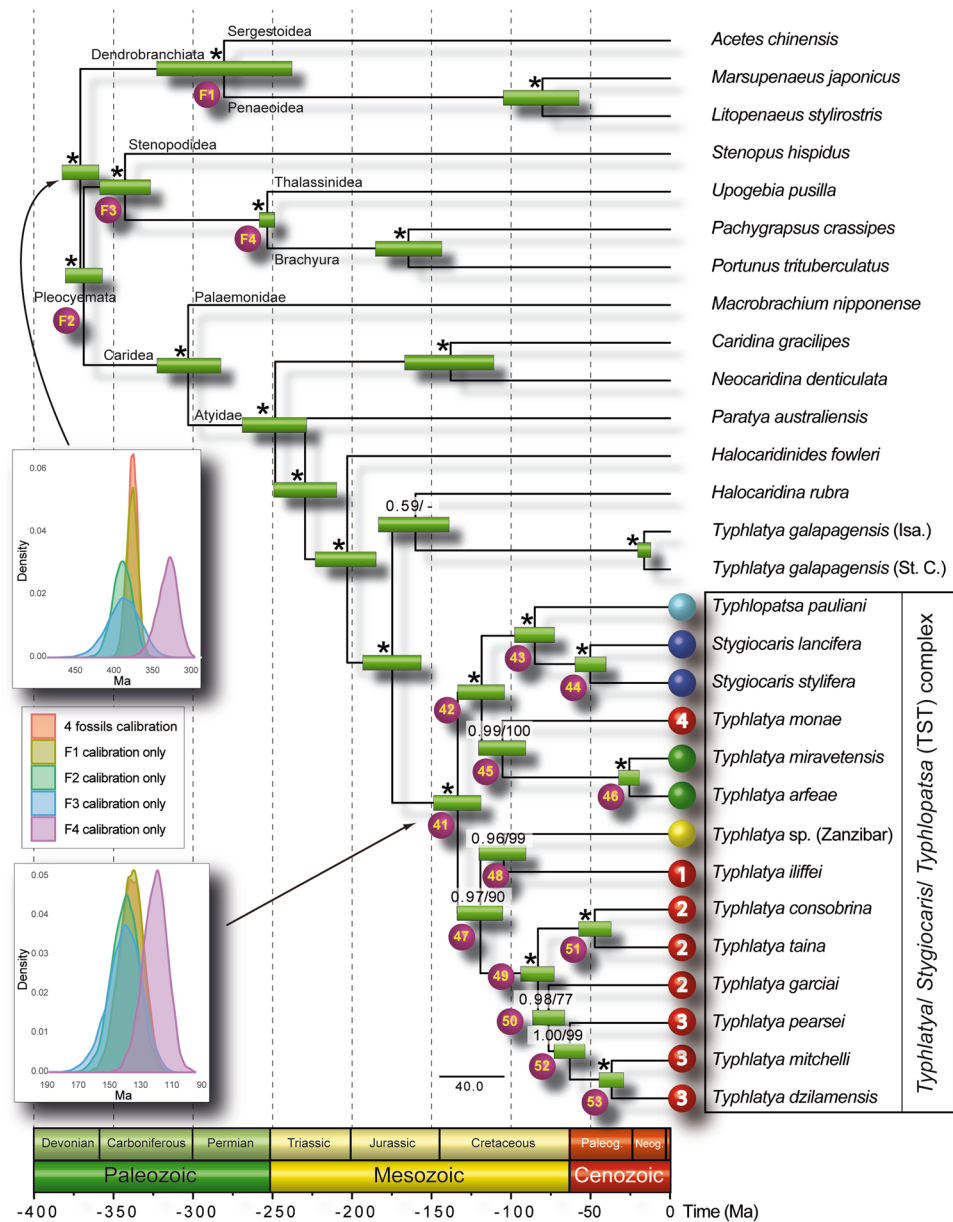 Sergestoidea
Acetes chinensis
Dendrobranchiata
*
F1
Penaeoidea
*
Marsupenaeus japonicus
Litopenaeus stylirostris
Stenopodidea
Stenopus hispidus
*
*
F3
Thalassinidea
Upogebia pusilla
*
F4
Brachyura
*
Pachygrapsus crassipes
Portunus trituberculatus
*
Pleocyemata
F2
Palaemonidae
Macrobrachium nipponense
Caridea
*
*
Caridina gracilipes
Neocaridina denticulata
Atyidae
*
Paratya australiensis
*
Halocaridinides fowleri
*
0.59/ -
Halocaridina rubra
*
Typhlatya galapagensis (Isa.)
Typhlatya galapagensis (St. C.)
*
Typhlopatsa pauliani
*
43
Stygiocaris lancifera
*
44
Stygiocaris stylifera
*
42
0.99/100
45
4
Typhlatya monae
*
46
Typhlatya miravetensis
Typhlatya arfeae
*
41
0.96/99
48
Typhlatya sp. (Zanzibar)
1
Typhlatya iliffei
0.97/90
47
*
51
2
Typhlatya consobrina
2
Typhlatya taina
*
49
0.98/77
50
2
Typhlatya garciai
1.00/99
52
3
Typhlatya pearsei
3
Typhlatya mitchelli
*
53
3
Typhlatya dzilamensis
Typhlatya/ Stygiocaris/ Typhlopatsa (TST) complex
0.06
0.04
0.02
0.00
Density
450
400
350
300
Ma
4 fossils calibration
F1 calibration only
F2 calibration only
F3 calibration only
F4 calibration only
0.05
0.04
0.03
0.02
0.01
0.00
Density
190
170
150
130
110
90
Ma
40.0
Devonian
Carboniferous
Permian
Triassic
Jurassic
Cretaceous
Paleog.
Neog.
Paleozoic
Mesozoic
Cenozoic
-400
-350
-300
-250
-200
-150
-100
-50
0
Time (Ma)